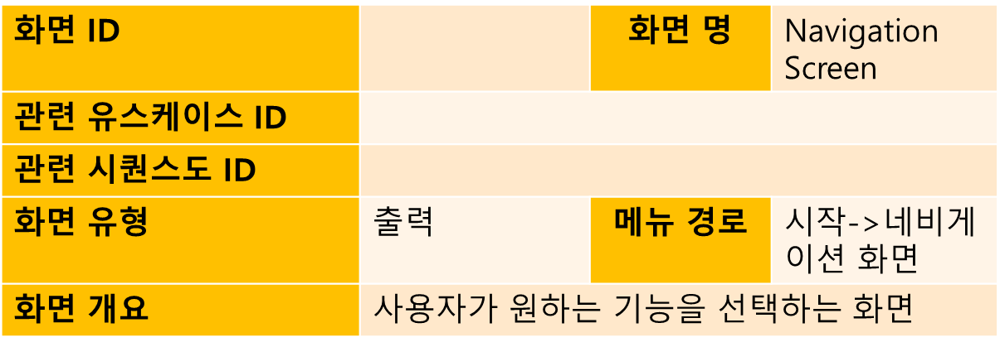 화면 ID
화면 명
Navigation
Screen
관련 유스케이스 ID
관련 시퀀스도 ID
화면 유형
출력
메뉴 경로
시작->네비게
이션 화면
화면 개요
사용자가 원하는 기능을 선택하는 화면